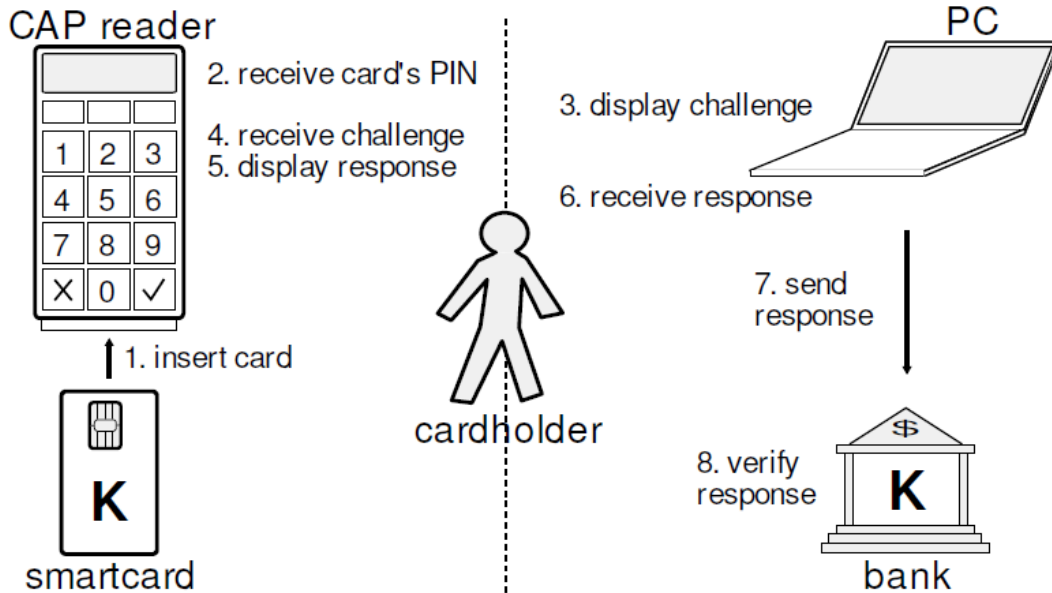 CAP reader
PC
2. receive card's PIN
3. display challenge
4. receive challenge
5. display response
1 2 3
4 5 6
7 8 9
X 0 ✓
6. receive response
7. send
response
1. insert card
cardholder
$
8. verify
response
K
K
smartcard
bank